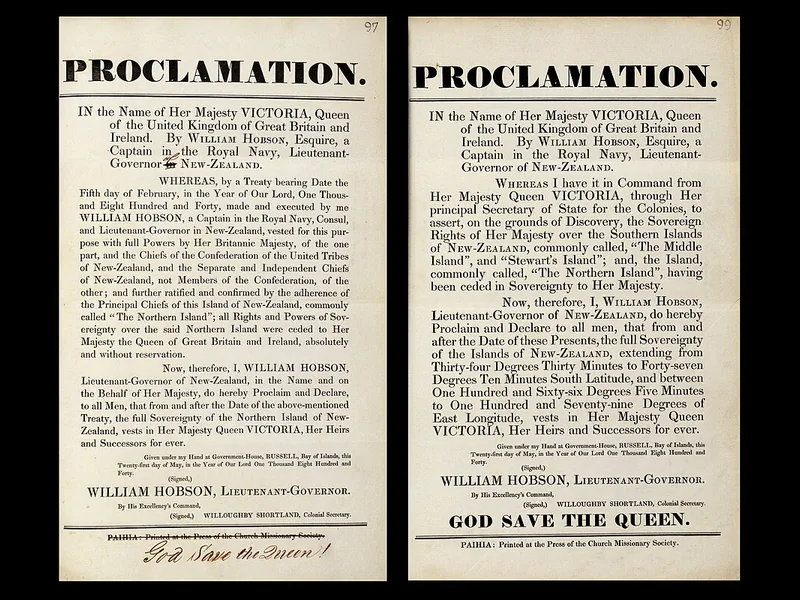 97
PROCLAMATION.
IN the Name of Her Majesty VICTORIA, Queen
of the United Kingdom of Great Britain and
Ireland. By WILLIAM HOBSON, Esquire, a
Captain in the Royal Navy, Lieutenant-
Governor of NEW-ZEALAND.
WHEREAS, by a Treaty bearing Date the
Fifth day of February, in the Year of Our Lord, One Thous-
and Eight Hundred and Forty, made and executed by me
WILLIAM HOBSON, a Captain in the Royal Navy, Consul,
and Lieutenant-Governor in New-Zealand, vested for this pur-
pose with full Powers by Her Britannic Majesty, of the one
part, and the Chiefs of the Confederation of the United Tribes
of New-Zealand, and the Separate and Independent Chiefs
of New-Zealand, not Members of the Confederation, of the
other; and further ratified and confirmed by the adherence of
the Principal Chiefs of this Island of New-Zealand, commonly
called "The Northern Island"; all Rights and Powers of Sov-
ereignty over the said Northern Island were ceded to Her
Majesty the Queen of Great Britain and Ireland, absolutely
and without reservation.
Now, therefore, I, WILLIAM HOBSON,
Lieutenant-Governor of New-Zealand, in the Name and on
the Behalf of Her Majesty, do hereby Proclaim and Declare,
to all Men, that from and after the Date of the above-mentioned
Treaty, the full Sovereignty of the Northern Island of New-
Zealand, vests in Her Majesty Queen VICTORIA, Her Heirs
and Successors for ever.
Given under my Hand at Government-House, RUSSELL, Bay of Islands, this
Twenty-first day of May, in the Year of Our Lord One Thousand Eight Hundred and
Forty.
(Signed,)
WILLIAM HOBSON, LIEUTENANT-GOVERNOR.
By His Excellency's Command,
(Signed,) WILLOUGHBY SHORTLAND, Colonial Secretary.
PAIHIA: Printed at the Press of the Church Missionary Society.
God Save the Queen!
99
PROCLAMATION.
IN the Name of Her Majesty VICTORIA, Queen
of the United Kingdom of Great Britain and
Ireland. By WILLIAM HOBSON, Esquire, a
Captain in the Royal Navy, Lieutenant-
Governor of NEW-ZEALAND.
WHEREAS I have it in Command from
Her Majesty Queen VICTORIA, through Her
principal Secretary of State for the Colonies, to
assert, on the grounds of Discovery, the Sovereign
Rights of Her Majesty over the Southern Islands
of NEW-ZEALAND, commonly called, "The Middle
Island", and "Stewart's Island"; and, the Island,
commonly called, "The Northern Island", having
been ceded in Sovereignty to Her Majesty.
Now, therefore, I, WILLIAM HOBSON,
Lieutenant-Governor of NEW-ZEALAND, do hereby
Proclaim and Declare to all men, that from and
after the Date of these Presents, the full Sovereignty
of the Islands of NEW-ZEALAND, extending from
Thirty-four Degrees Thirty Minutes to Forty-seven
Degrees Ten Minutes South Latitude, and between
One Hundred and Sixty-six Degrees Five Minutes
to One Hundred and Seventy-nine Degrees of
East Longitude, vests in Her Majesty Queen
VICTORIA, Her Heirs and Successors for ever.
Given under my Hand at Government-House, RUSSELL, Bay of Islands, this
Twenty-first day of May, in the Year of Our Lord One Thousand Eight Hundred and
Forty.
(Signed,)
WILLIAM HOBSON, LIEUTENANT-GOVERNOR.
By His Excellency's Command,
(Signed,) WILLOUGHBY SHORTLAND, Colonial Secretary.
GOD SAVE THE QUEEN.
PAIHIA: Printed at the Press of the Church Missionary Society.